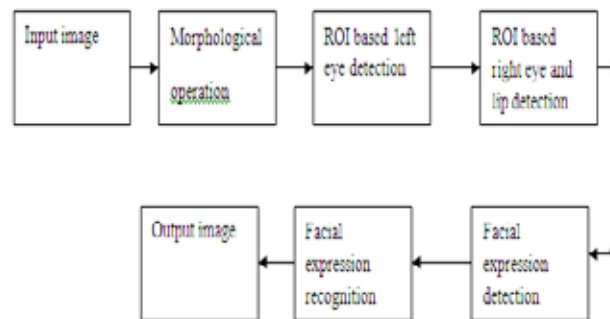 Input image
Morphological
operation
ROI based left
eye detection
ROI based
right eye and
lip detection
Output image
Facial
expression
recognition
Facial
expression
detection